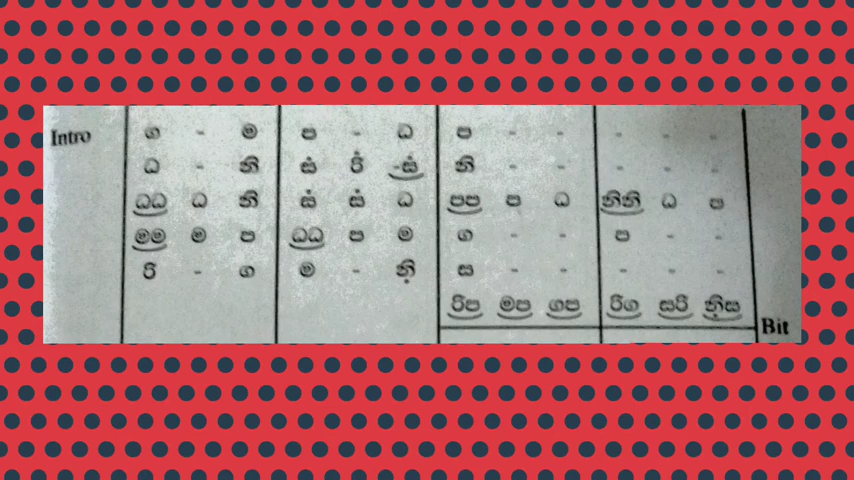 Intro ග - ම ප - ධ ප - - - - -
ධ - නි සં රිં -සં නි - - - - -
ධධ ධ නි සં සં ධ පප ප ධ නිනි ධ ප
මම ම ප ධධ ප ම ග - - ප - -
රි - ග ම - නි̣ ස - - - - -
රිප මප ගප රිග සරි නි̣ස
Bit